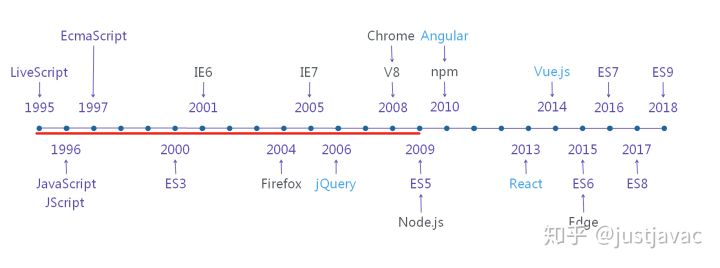 EcmaScript
Chrome Angular
LiveScript IE6 IE7 V8 npm Vue.js ES7 ES9
1995 1997 2001 2005 2008 2010 2014 2016 2018
1996 2000 2004 2006 2009 2013 2015 2017
JavaScript ES3 Firefox jQuery ES5 React ES6 ES8
JScript
Node.js Edge
知乎 @justjavac